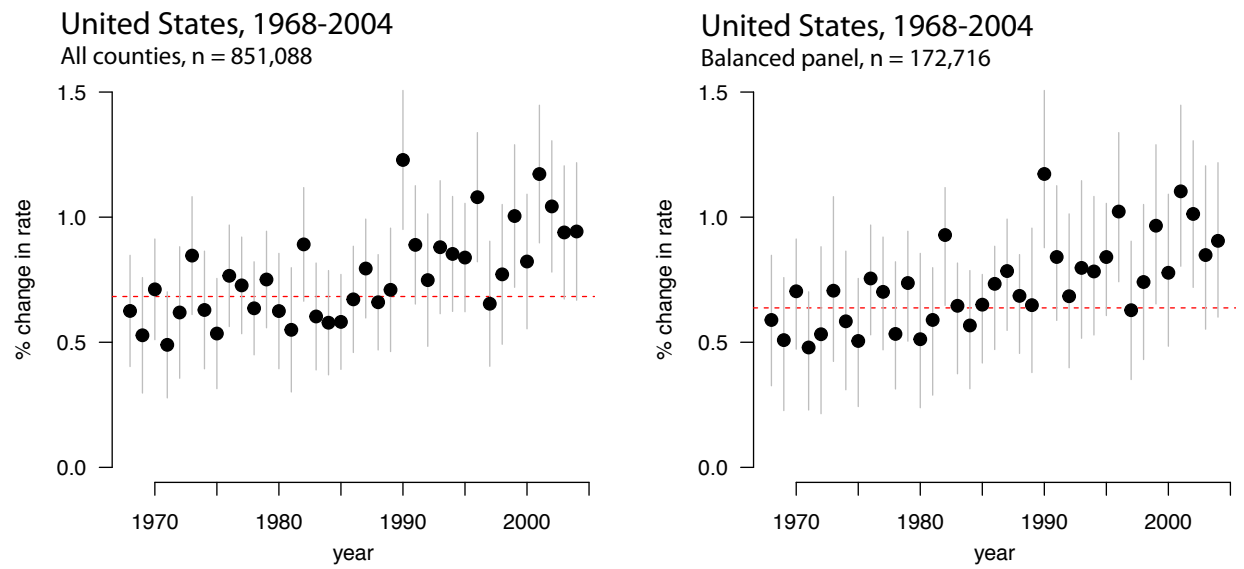 United States, 1968-2004
All counties, n = 851,088
1.5
1.0
0.5
0.0
% change in rate
1970 1980 1990 2000
year
United States, 1968-2004
Balanced panel, n = 172,716
1.5
1.0
0.5
0.0
% change in rate
1970 1980 1990 2000
year